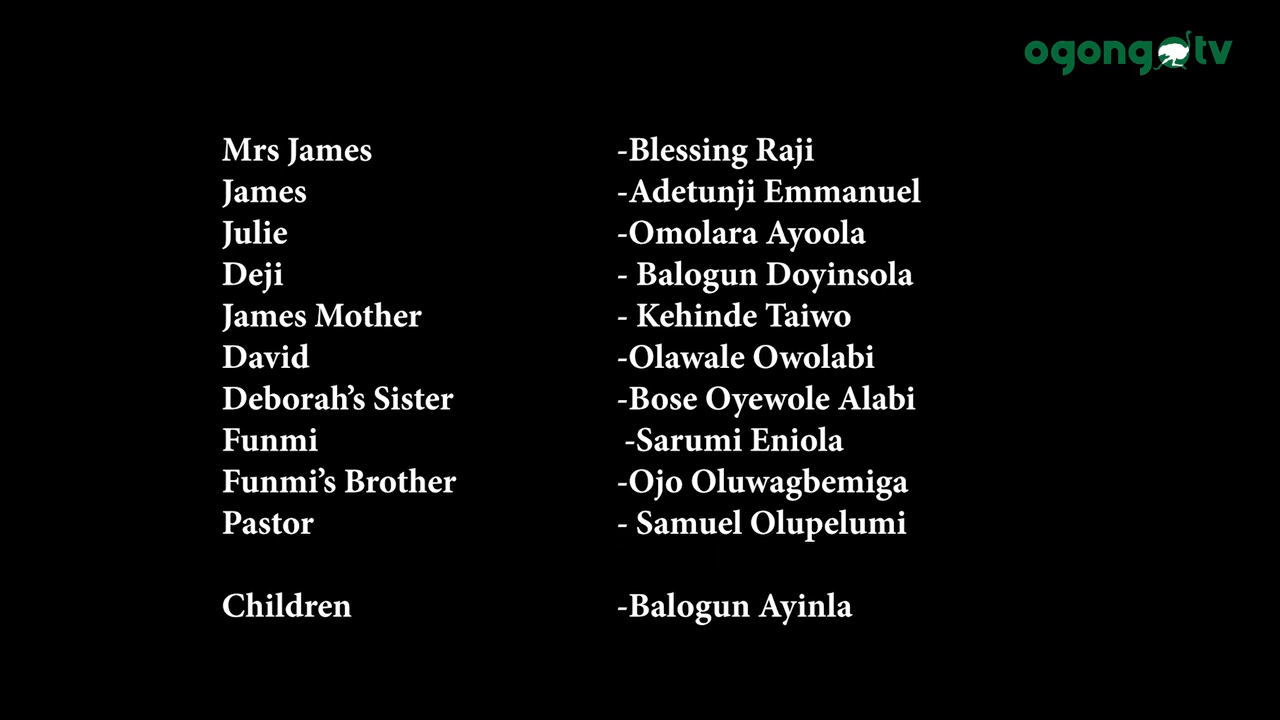 ogongo tv
Mrs James -Blessing Raji
James -Adetunji Emmanuel
Julie -Omolara Ayoola
Deji - Balogun Doyinsola
James Mother - Kehinde Taiwo
David -Olawale Owolabi
Deborah’s Sister -Bose Oyewole Alabi
Funmi -Sarumi Eniola
Funmi’s Brother -Ojo Oluwagbemiga
Pastor - Samuel Olupelumi
Children -Balogun Ayinla